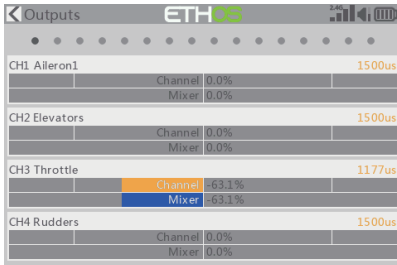 Outputs ETHOS 2.4G
CH1 Aileron1 1500us
Channel 0.0%
Mixer 0.0%
CH2 Elevators 1500us
Channel 0.0%
Mixer 0.0%
CH3 Throttle 1177us
Channel -63.1%
Mixer -63.1%
CH4 Rudders 1500us
Channel 0.0%
Mixer 0.0%